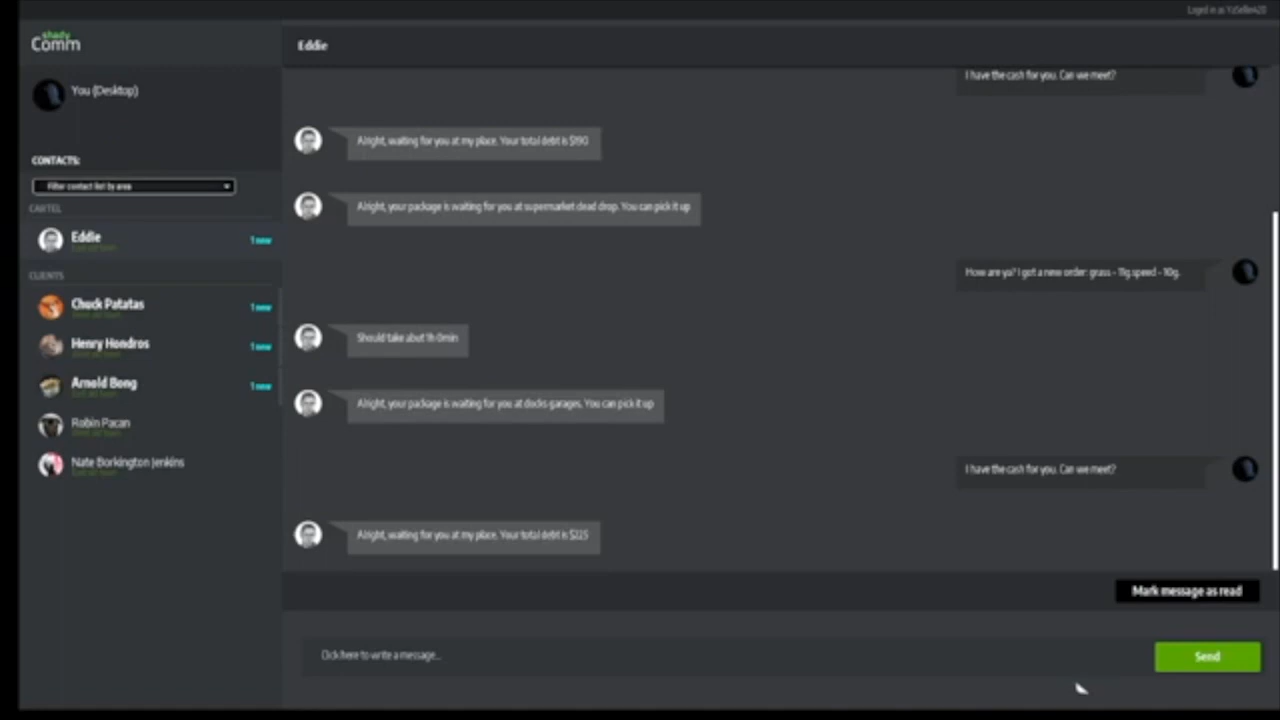 Loged in as YoSeller420
shady
Comm
Eddie
You (Desktop)
I have the cash for you. Can we meet?
Alright, waiting for you at my place. Your total debt is $190
CONTACTS:
Filter contact list by area
CARTEL
Alright, your package is waiting for you at supermarket dead drop. You can pick it up
Eddie
1 new
CLIENTS
How are ya? I got a new order: grass - 11g, speed - 10g.
Chuck Patatas
1 new
Henry Hondros
1 new
Should take abut 1h 0min
Arnold Bong
1 new
Alright, your package is waiting for you at docks garages. You can pick it up
Robin Pacan
Nate Borkington Jenkins
I have the cash for you. Can we meet?
Alright, waiting for you at my place. Your total debt is $225
Mark message as read
Click here to write a message...
Send